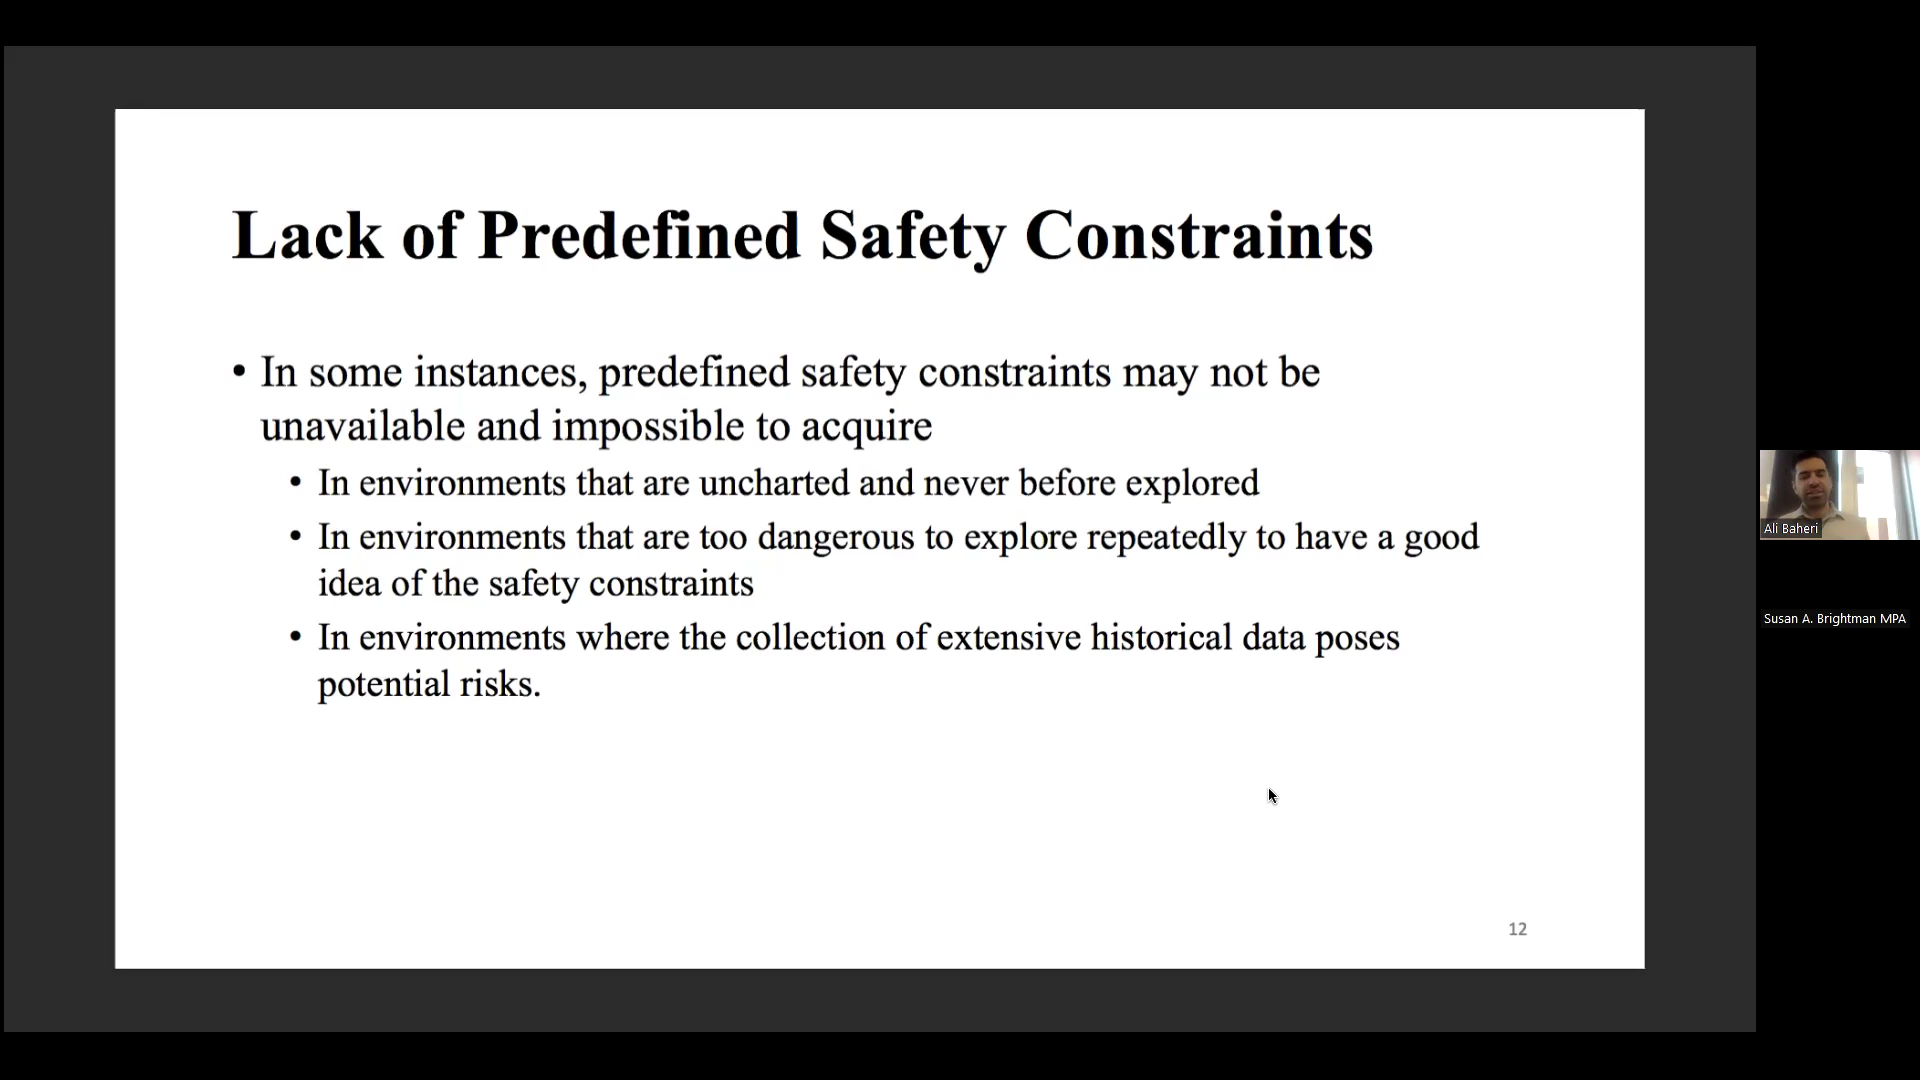 Lack of Predefined Safety Constraints
• In some instances, predefined safety constraints may not be
unavailable and impossible to acquire
• In environments that are uncharted and never before explored
• In environments that are too dangerous to explore repeatedly to have a good
idea of the safety constraints
• In environments where the collection of extensive historical data poses
potential risks.
12
Ali Baheri
Susan A. Brightman MPA